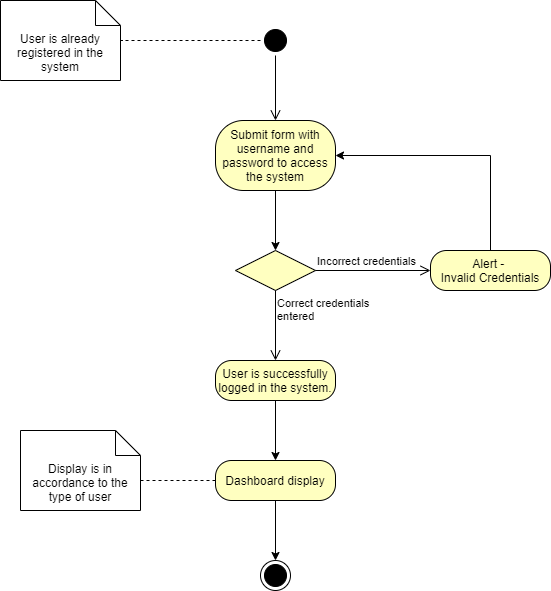 User is already
registered in the
system
Submit form with
username and
password to access
the system
Incorrect credentials
Alert -
Invalid Credentials
Correct credentials
entered
User is successfully
logged in the system.
Display is in
accordance to the
type of user
Dashboard display